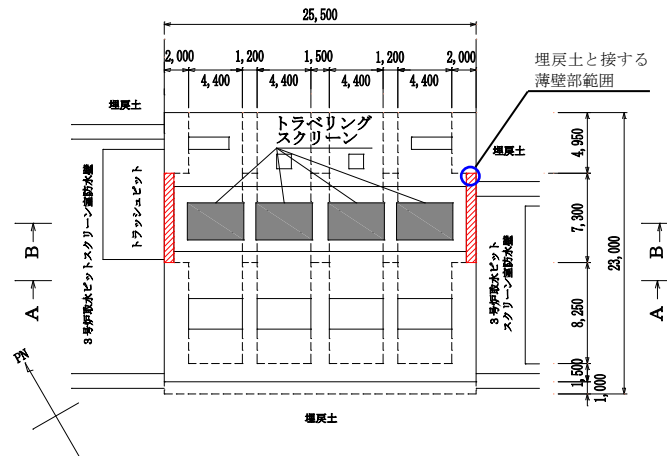 25,500
2,000
1,200
1,500
1,200
2,000
4,400
4,400
4,400
4,400
埋戻土と接する
薄壁部範囲
埋戻土
トラベリング
スクリーン
埋戻土
4,950
7,300
23,000
8,250
1,500
1,000
トラッシュピット
3号炉取水ピットスクリーン室防水壁
3号炉取水ピット
スクリーン室防水壁
B
A
B
A
PN
埋戻土